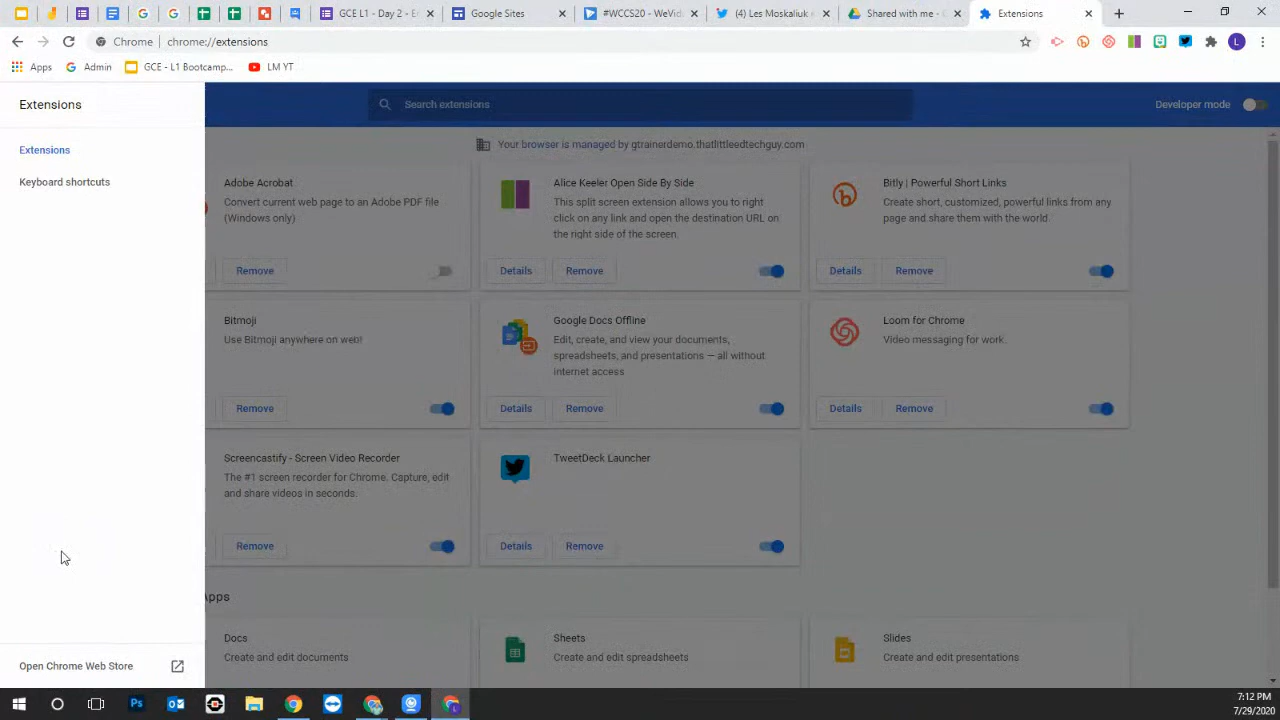 GCE L1 - Day 2 - E
Google Sites
#WCCS20 - WeVid
(4) Les Moskaliuk
Shared with me - G
Extensions
Chrome | chrome://extensions
Apps
Admin
GCE - L1 Bootcamp...
LM YT
Extensions
Search extensions
Developer mode
Extensions
Keyboard shortcuts
Your browser is managed by gtrainerdemo.thatlittleedtechguy.com
Adobe Acrobat
Convert current web page to an Adobe PDF file
(Windows only)
Remove
Alice Keeler Open Side By Side
This split screen extension allows you to right
click on any link and open the destination URL on
the right side of the screen.
Details
Remove
Bitly | Powerful Short Links
Create short, customized, powerful links from any
page and share them with the world.
Details
Remove
Bitmoji
Use Bitmoji anywhere on web!
Remove
Google Docs Offline
Edit, create, and view your documents,
spreadsheets, and presentations — all without
internet access
Details
Remove
Loom for Chrome
Video messaging for work.
Details
Remove
Screencastify - Screen Video Recorder
The #1 screen recorder for Chrome. Capture, edit
and share videos in seconds.
Remove
TweetDeck Launcher
Details
Remove
Apps
Docs
Create and edit documents
Sheets
Create and edit spreadsheets
Slides
Create and edit presentations
Open Chrome Web Store
7:12 PM
7/29/2020